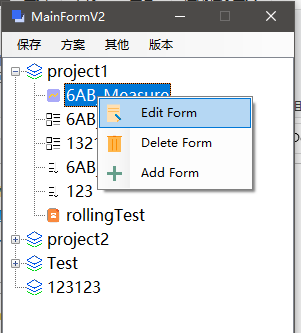 MainFormV2
保存 方案 其他 版本
project1
6AB_Measure
Edit Form
6AB
Delete Form
132
6AB
Add Form
123
rollingTest
project2
Test
123123